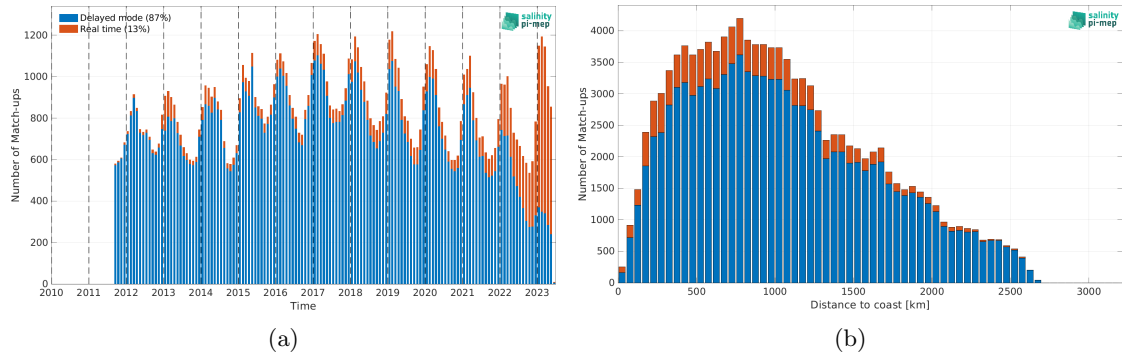 Delayed mode (87%)
Real time (13%)
salinity
pi-mep
1200
1000
800
600
400
200
0
Number of Match-ups
2010 2011 2012 2013 2014 2015 2016 2017 2018 2019 2020 2021 2022 2023
Time
(a)
salinity
pi-mep
4000
3500
3000
2500
2000
1500
1000
500
0
Number of Match-ups
0 500 1000 1500 2000 2500 3000
Distance to coast [km]
(b)